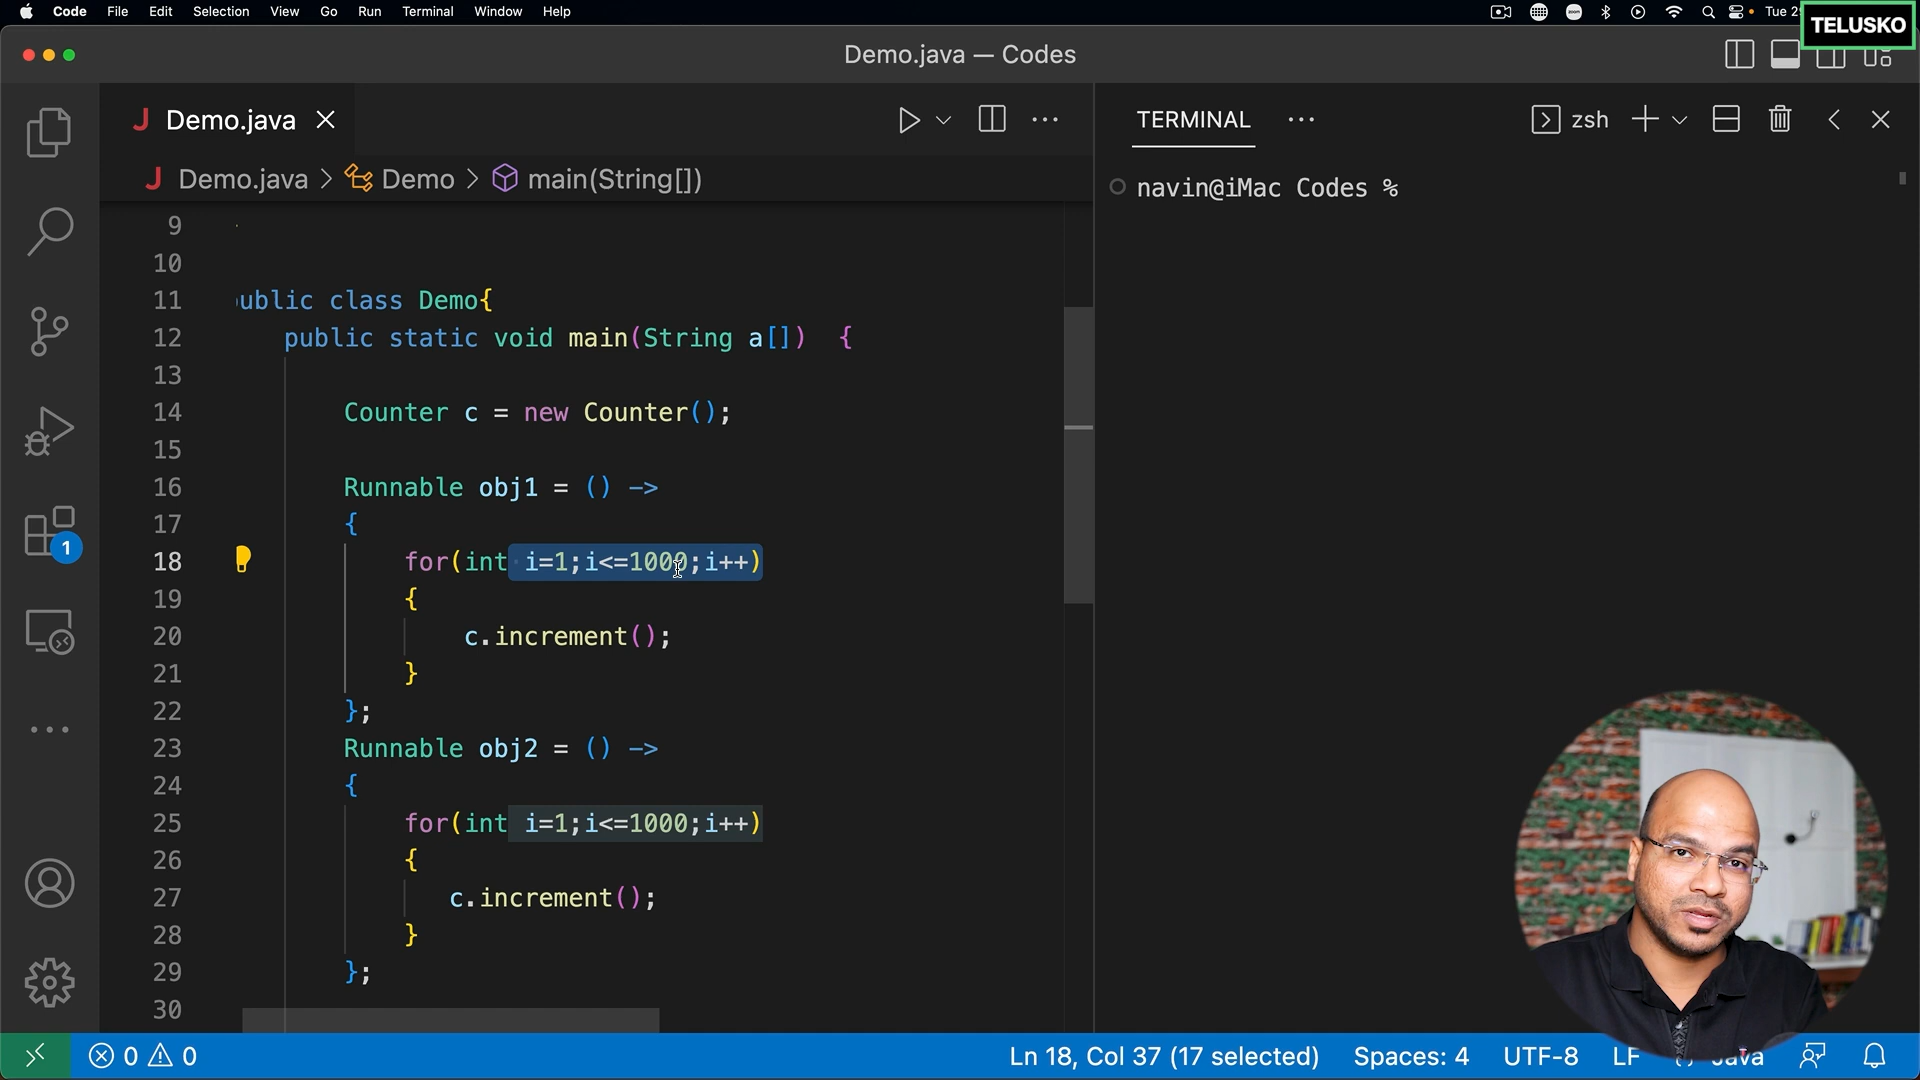 Code File Edit Selection View Go Run Terminal Window Help
Tue 2
TELUSKO
Demo.java — Codes
Demo.java
TERMINAL
zsh
Demo.java > Demo > main(String[])
navin@iMac Codes %
9
10
11 ublic class Demo{
12 public static void main(String a[]) {
13
14 Counter c = new Counter();
15
16 Runnable obj1 = () ->
17 {
18 for(int i=1;i<=1000;i++)
19 {
20 c.increment();
21 }
22 };
23 Runnable obj2 = () ->
24 {
25 for(int i=1;i<=1000;i++)
26 {
27 c.increment();
28 }
29 };
30
1
0 0 Ln 18, Col 37 (17 selected) Spaces: 4 UTF-8 LF Java